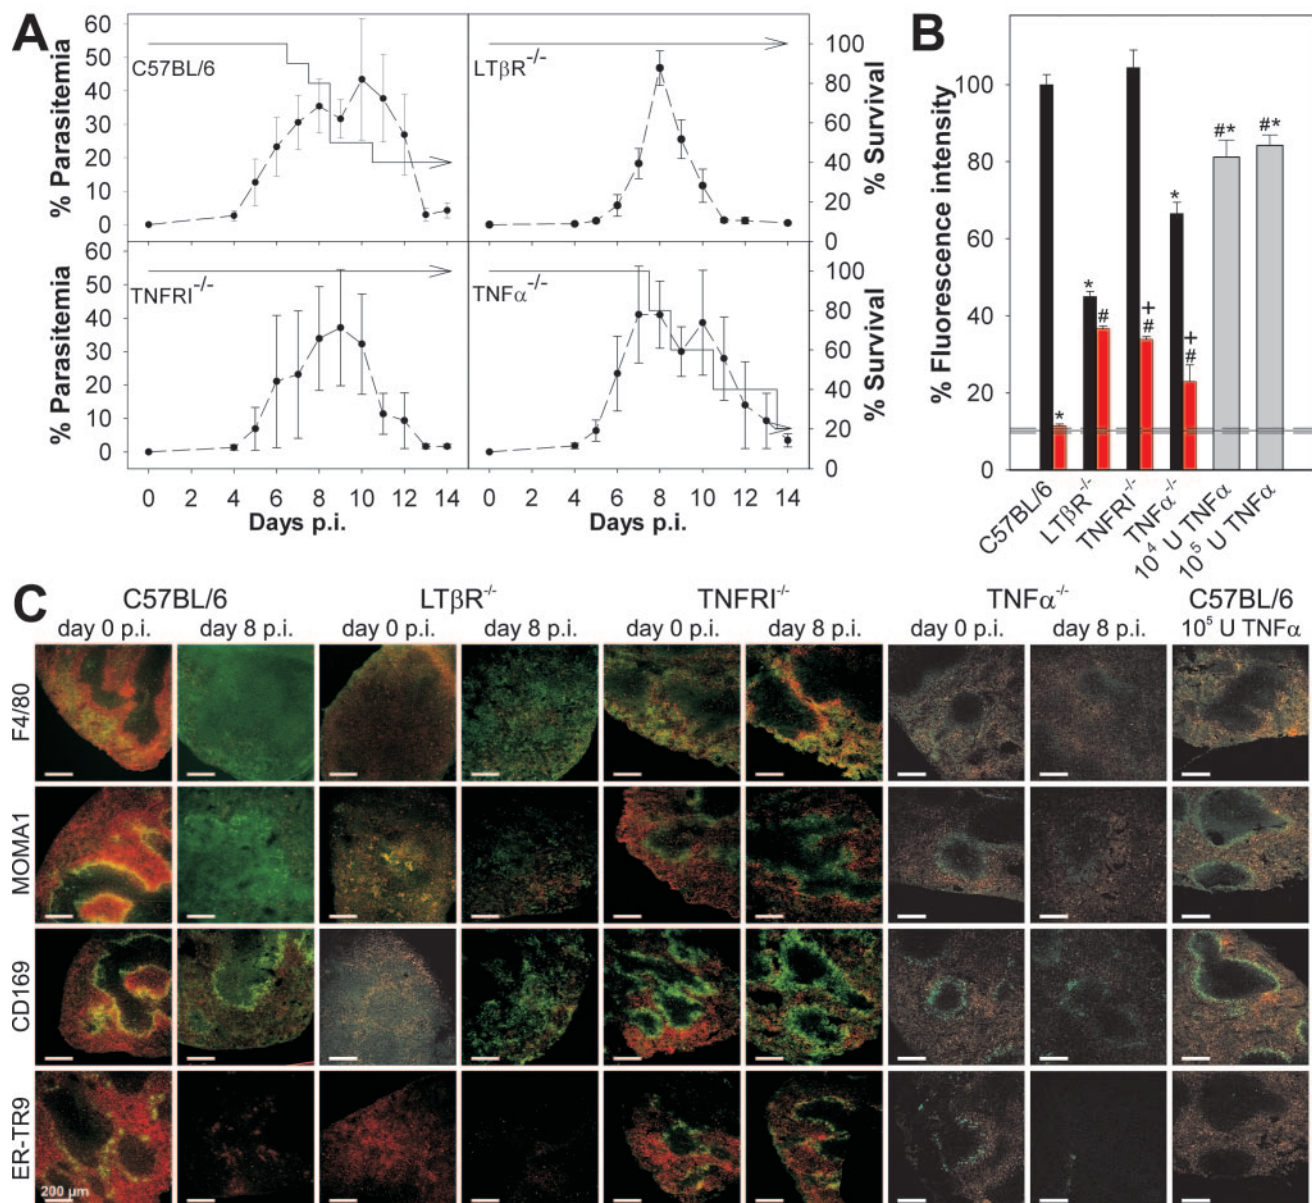 A
C57BL/6
LTβR-/-
TNFRI-/-
TNFα-/-
% Parasitemia
60
50
40
30
20
10
0
% Survival
100
80
60
40
20
0
% Parasitemia
60
50
40
30
20
10
0
% Survival
100
80
60
40
20
0
0 2 4 6 8 10 12 14
0 2 4 6 8 10 12 14
Days p.i.
Days p.i.
B
% Fluorescence intensity
100
80
60
40
20
0
*
*
#
+
#
*
+
#
#*
#*
C57BL/6
LTβR-/-
TNFRI-/-
TNFα-/-
10⁴ U TNFα
10⁵ U TNFα
C
C57BL/6 LTβR-/- TNFRI-/- TNFα-/- C57BL/6
day 0 p.i. day 8 p.i. day 0 p.i. day 8 p.i. day 0 p.i. day 8 p.i. day 0 p.i. day 8 p.i. 10⁵ U TNFα
F4/80
MOMA1
CD169
ER-TR9
200 µm